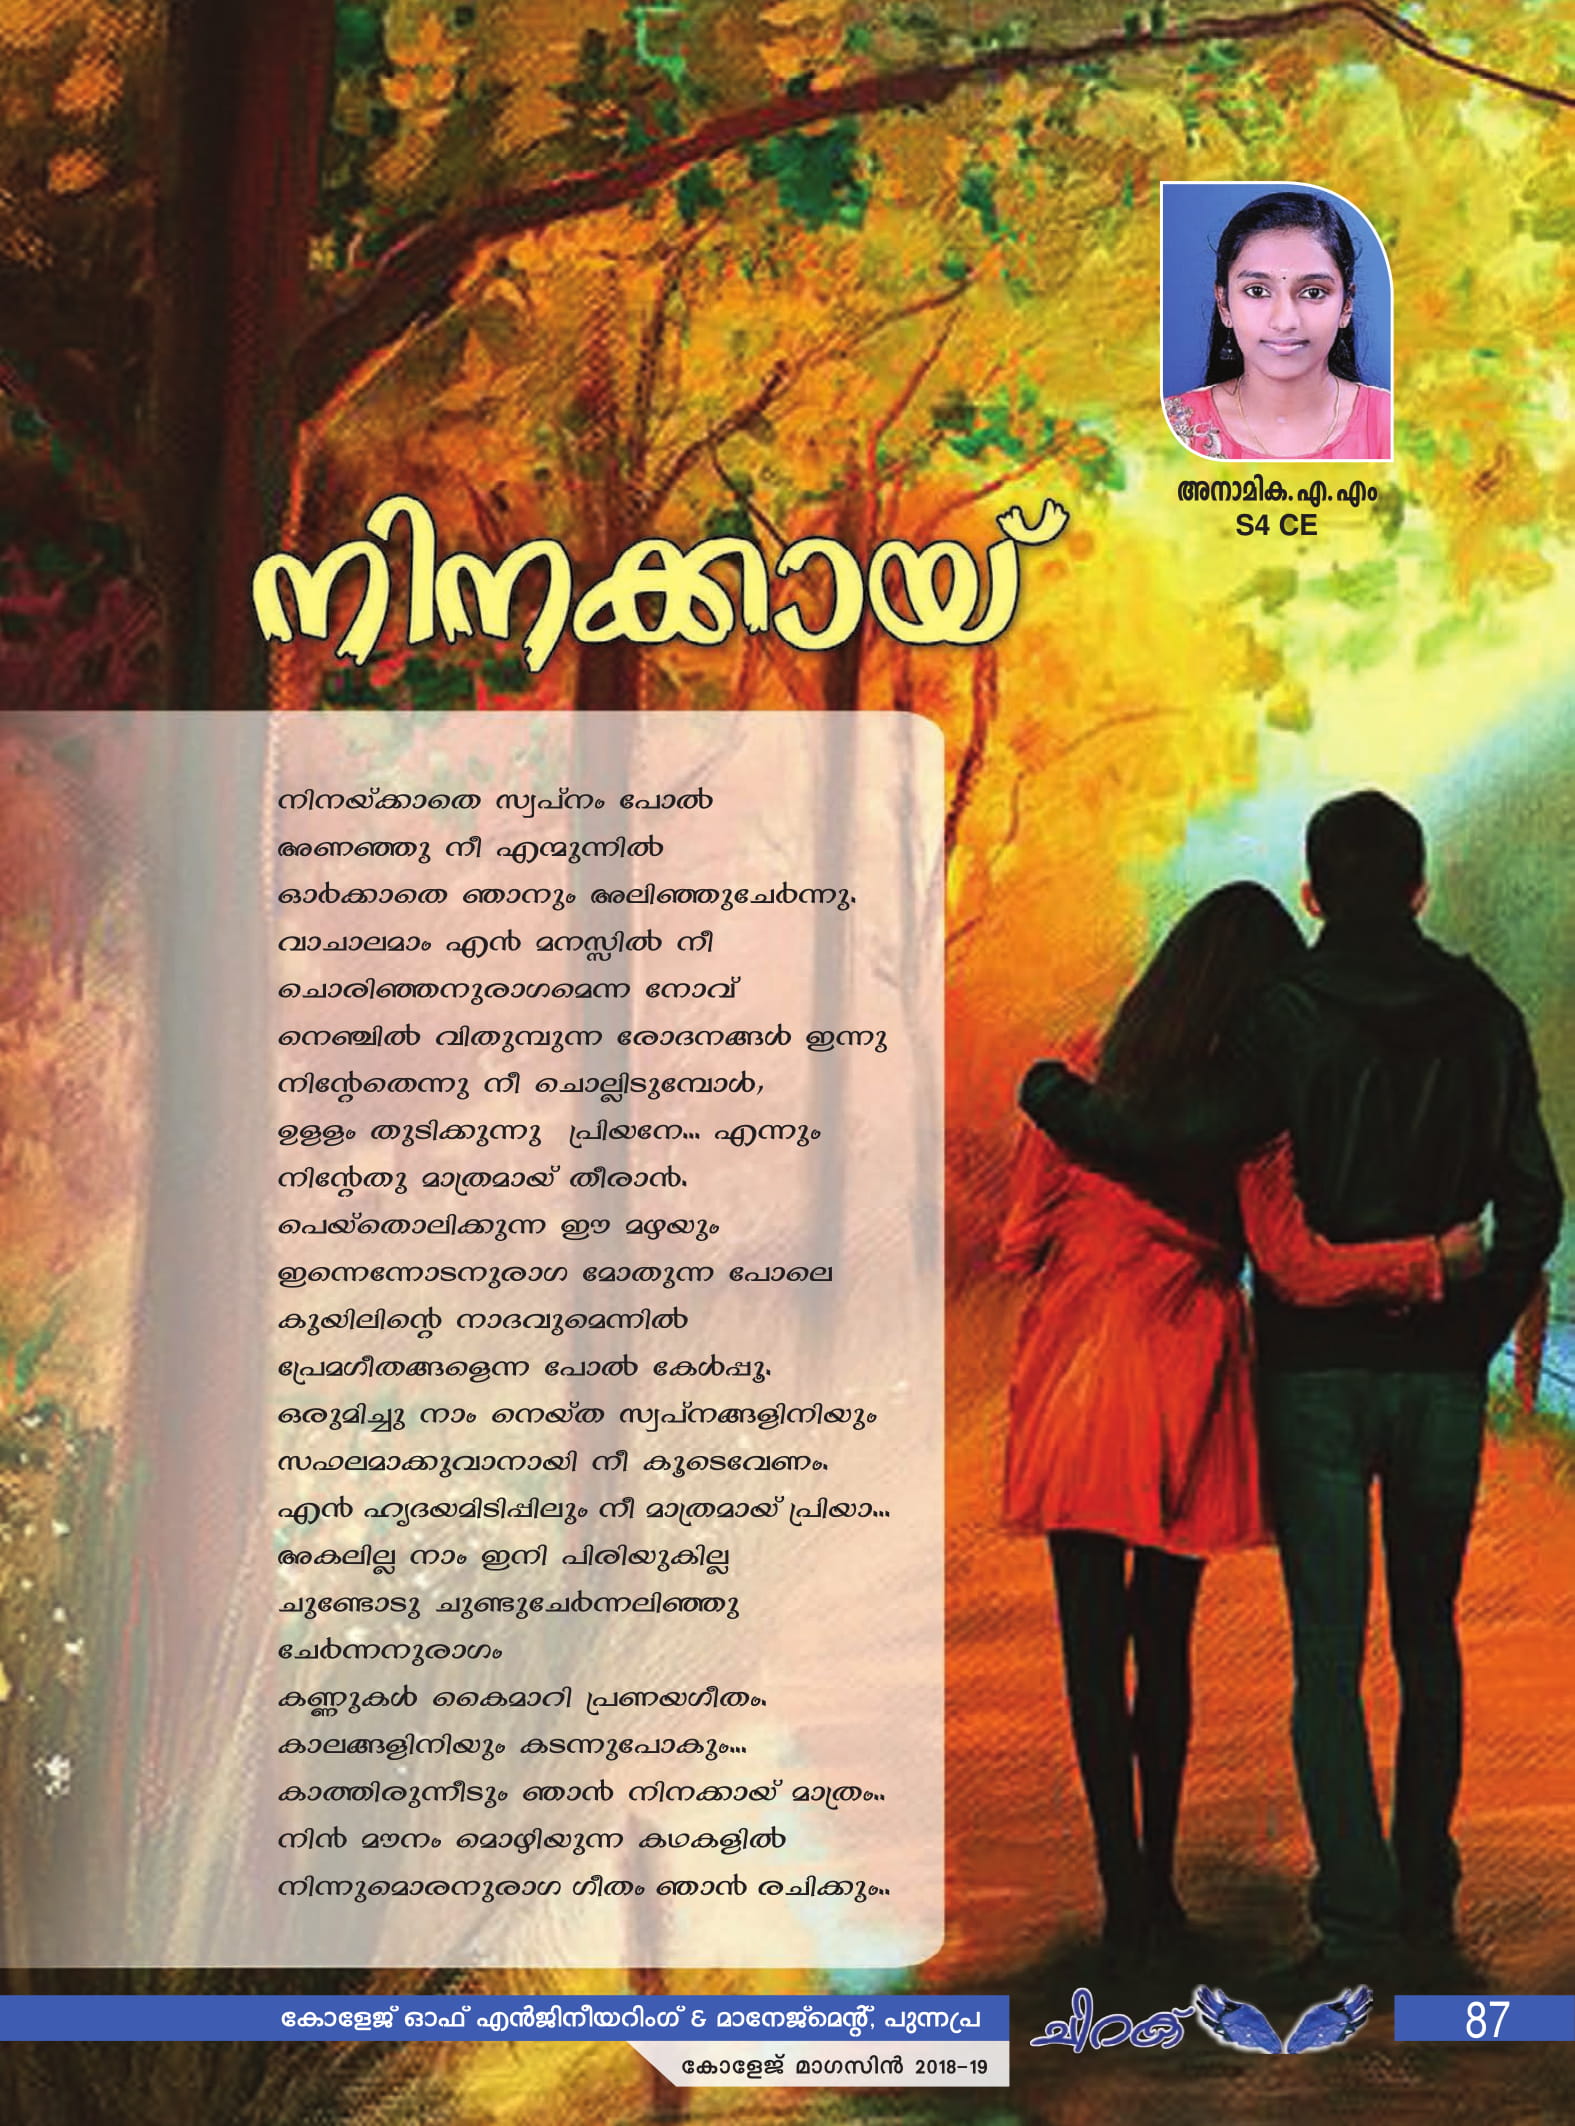 അനാമിക.എ.എം
S4 CE
നിനക്കായ്
നിനയ്ക്കാതെ സ്വപ്നം പോൽ
അണഞ്ഞു നീ എന്മുന്നിൽ
ഓർക്കാതെ ഞാനും അലിഞ്ഞുചേർന്നു.
വാചാലമാം എൻ മനസ്സിൽ നീ
ചൊരിഞ്ഞനുരാഗമെന്ന നോവ്
നെഞ്ചിൽ വിതുമ്പുന്ന രോദനങ്ങൾ ഇന്നു
നിന്റേതെന്നു നീ ചൊല്ലിടുമ്പോൾ,
ഉള്ളം തുടിക്കുന്നു പ്രിയനേ... എന്നും
നിന്റേതു മാത്രമായ് തീരാൻ.
പെയ്തൊലിക്കുന്ന ഈ മഴയും
ഇന്നെന്നോടനുരാഗ മോതുന്ന പോലെ
കുയിലിന്റെ നാദവുമെന്നിൽ
പ്രേമഗീതങ്ങളെന്ന പോൽ കേൾപ്പൂ.
ഒരുമിച്ചു നാം നെയ്ത സ്വപ്നങ്ങളിനിയും
സഫലമാക്കുവാനായി നീ കൂടെവേണം.
എൻ ഹൃദയമിടിപ്പിലും നീ മാത്രമായ് പ്രിയാ...
അകലില്ല നാം ഇനി പിരിയുകില്ല
ചുണ്ടോടു ചുണ്ടുചേർന്നലിഞ്ഞു
ചേർന്നനുരാഗം
കണ്ണുകൾ കൈമാറി പ്രണയഗീതം.
കാലങ്ങളിനിയും കടന്നുപോകും...
കാത്തിരുന്നീടും ഞാൻ നിനക്കായ് മാത്രം..
നിൻ മൗനം മൊഴിയുന്ന കഥകളിൽ
നിന്നുമൊരനുരാഗ ഗീതം ഞാൻ രചിക്കും..
കോളേജ് ഓഫ് എൻജിനീയറിംഗ് & മാനേജ്മെന്റ്, പുന്നപ്ര
ചിറക്
87
കോളേജ് മാഗസിൻ 2018-19